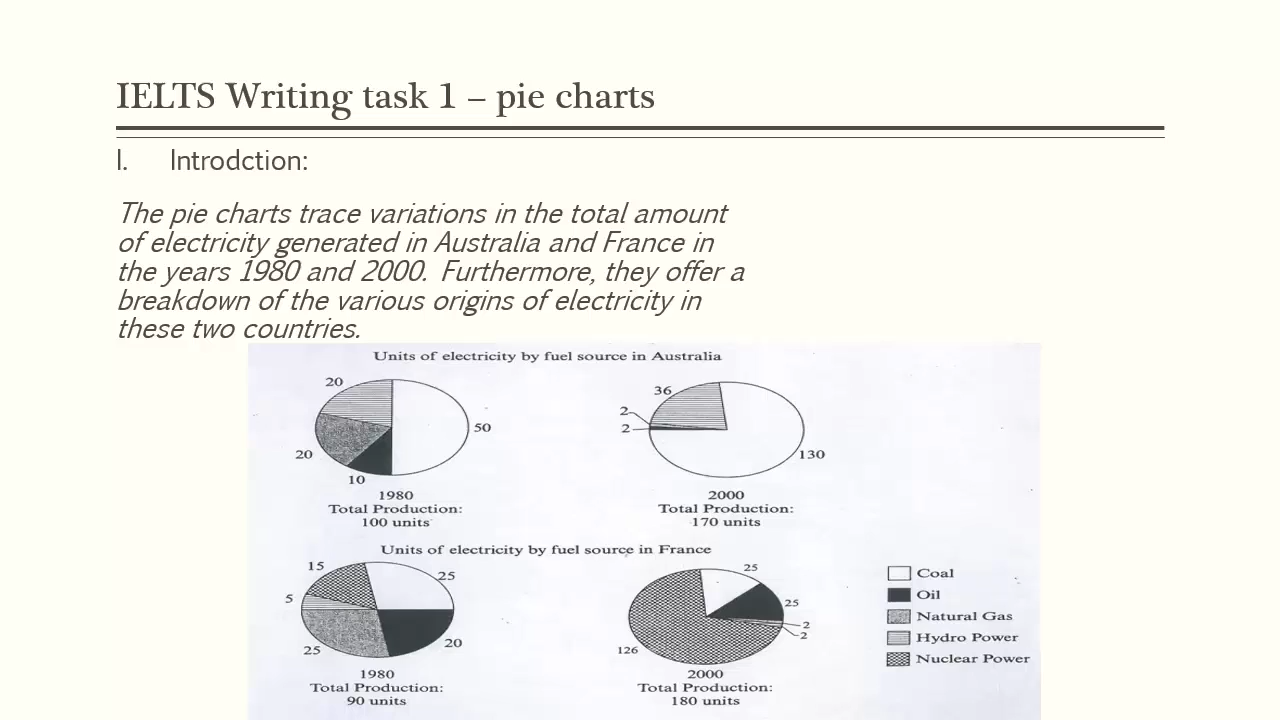 IELTS Writing task 1 – pie charts
I. Introdction:
The pie charts trace variations in the total amount
of electricity generated in Australia and France in
the years 1980 and 2000. Furthermore, they offer a
breakdown of the various origins of electricity in
these two countries.
Units of electricity by fuel source in Australia
20
50
20
10
1980
Total Production:
100 units
36
2
2
130
2000
Total Production:
170 units
Units of electricity by fuel source in France
15
25
5
25
20
1980
Total Production:
90 units
25
25
2
2
126
2000
Total Production:
180 units
Coal
Oil
Natural Gas
Hydro Power
Nuclear Power